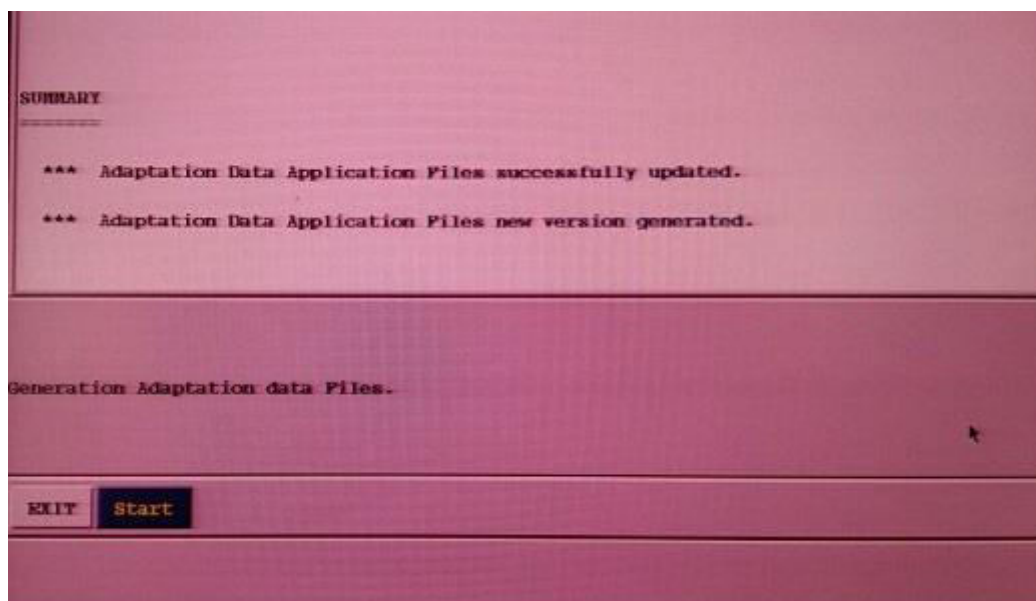 SUMMARY
=======
*** Adaptation Data Application Files successfully updated.
*** Adaptation Data Application Files new version generated.
Generation Adaptation data Files.
EXIT Start